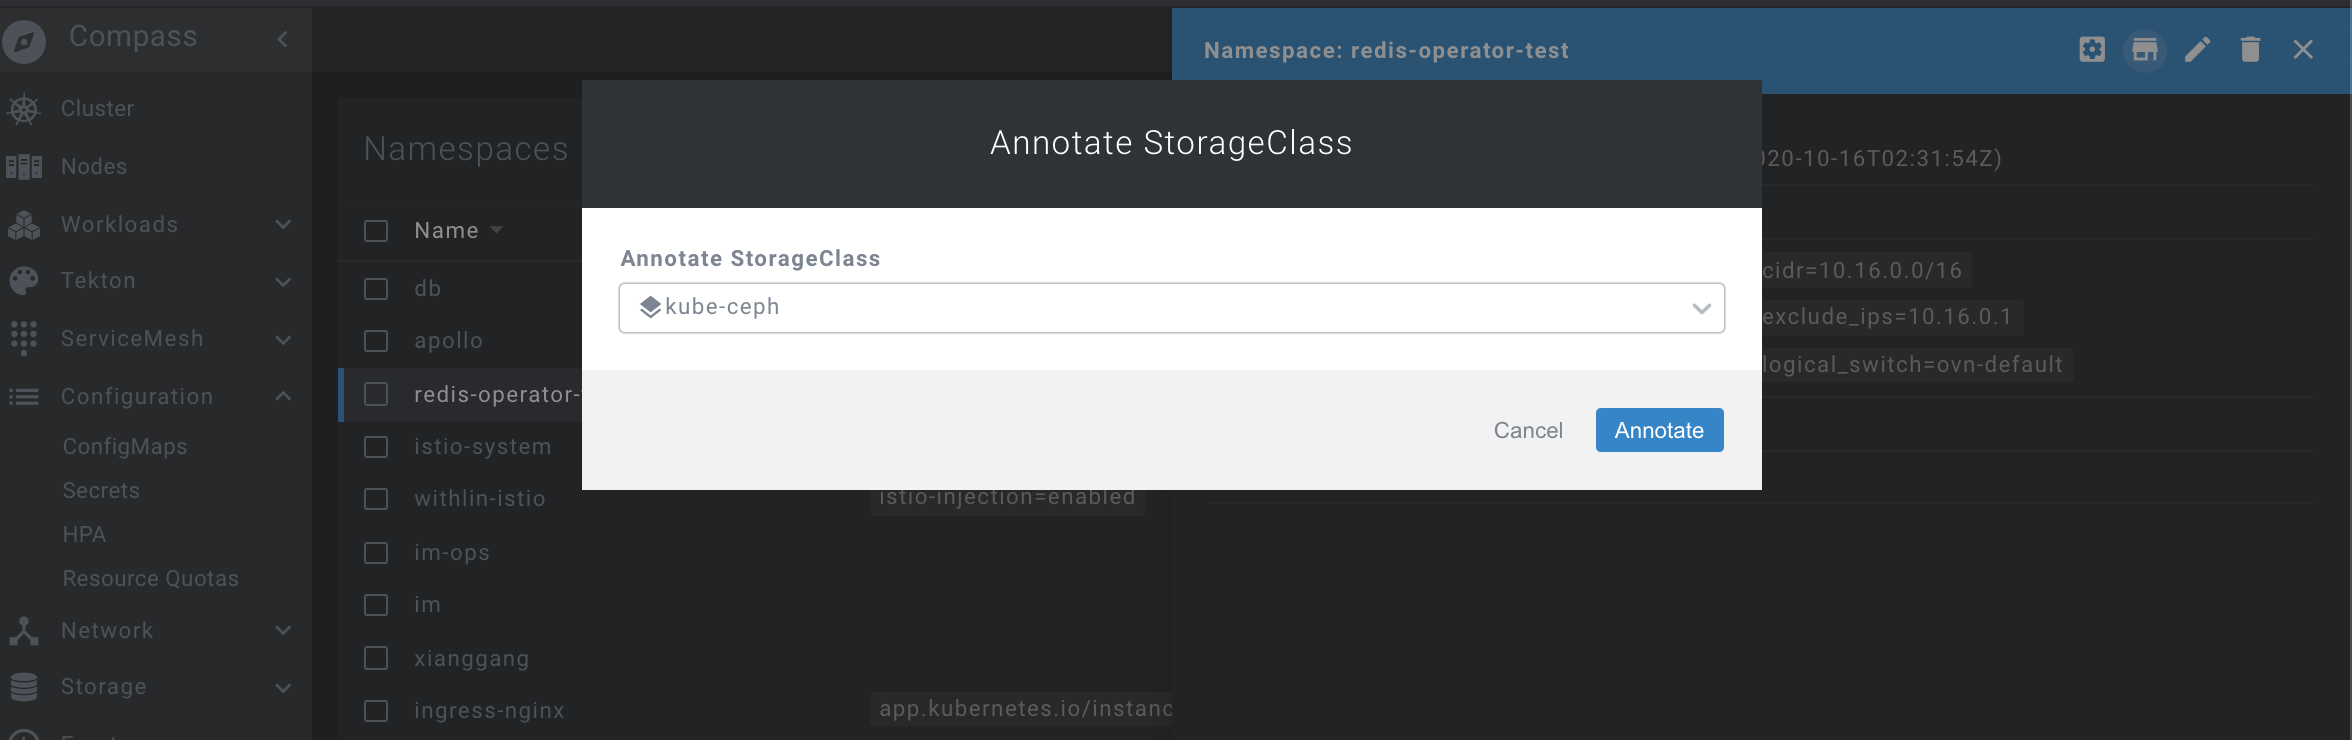 Compass
Cluster
Nodes
Workloads
Tekton
ServiceMesh
Configuration
ConfigMaps
Secrets
HPA
Resource Quotas
Network
Storage
Namespaces
Name
db
apollo
redis-operator-
istio-system
withlin-istio
istio-injection=enabled
im-ops
im
xianggang
ingress-nginx
app.kubernetes.io/instanc
Namespace: redis-operator-test
020-10-16T02:31:54Z)
cidr=10.16.0.0/16
exclude_ips=10.16.0.1
logical_switch=ovn-default
Annotate StorageClass
Annotate StorageClass
kube-ceph
Cancel
Annotate